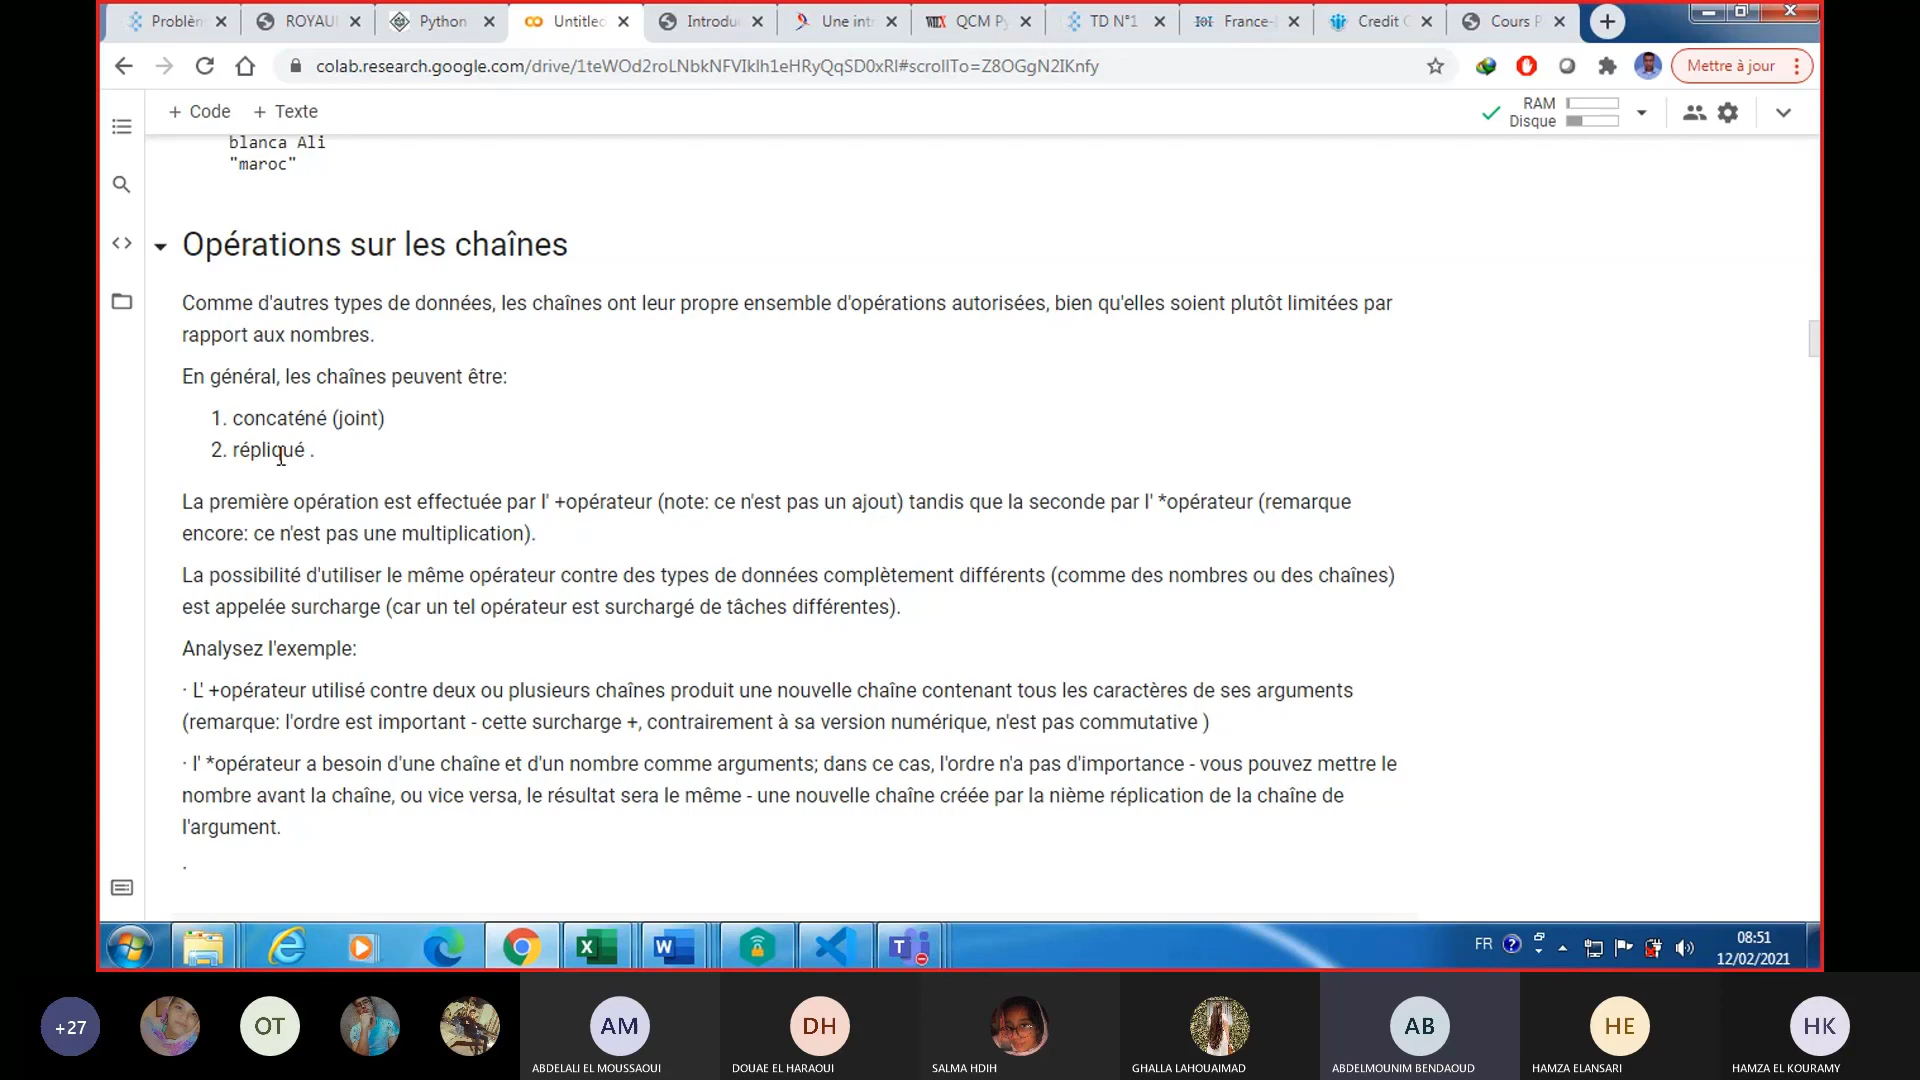 Problèn
ROYAUI
Python
Untitlec
Introdu
Une int
QCM Py
TD N°1
France-
Credit C
Cours P
colab.research.google.com/drive/1teWOd2roLNbkNFVIklh1eHRyQqSD0xRl#scrollTo=Z8OGgN2IKnfy
Mettre à jour
+ Code + Texte
RAM
Disque
blanca Ali
"maroc"
Opérations sur les chaînes
Comme d'autres types de données, les chaînes ont leur propre ensemble d'opérations autorisées, bien qu'elles soient plutôt limitées par
rapport aux nombres.
En général, les chaînes peuvent être:
1. concaténé (joint)
2. répliqué .
La première opération est effectuée par l' +opérateur (note: ce n'est pas un ajout) tandis que la seconde par l' *opérateur (remarque
encore: ce n'est pas une multiplication).
La possibilité d'utiliser le même opérateur contre des types de données complètement différents (comme des nombres ou des chaînes)
est appelée surcharge (car un tel opérateur est surchargé de tâches différentes).
Analysez l'exemple:
· L' +opérateur utilisé contre deux ou plusieurs chaînes produit une nouvelle chaîne contenant tous les caractères de ses arguments
(remarque: l'ordre est important - cette surcharge +, contrairement à sa version numérique, n'est pas commutative )
· l' *opérateur a besoin d'une chaîne et d'un nombre comme arguments; dans ce cas, l'ordre n'a pas d'importance - vous pouvez mettre le
nombre avant la chaîne, ou vice versa, le résultat sera le même - une nouvelle chaîne créée par la nième réplication de la chaîne de
l'argument.
.
FR
08:51
12/02/2021
+27
OT
AM
DH
AB
HE
HK
ABDELALI EL MOUSSAOUI
DOUAE EL HARAOUI
SALMA HDIH
GHALLA LAHOUAIMAD
ABDELMOUNIM BENDAOUD
HAMZA ELANSARI
HAMZA EL KOURAMY